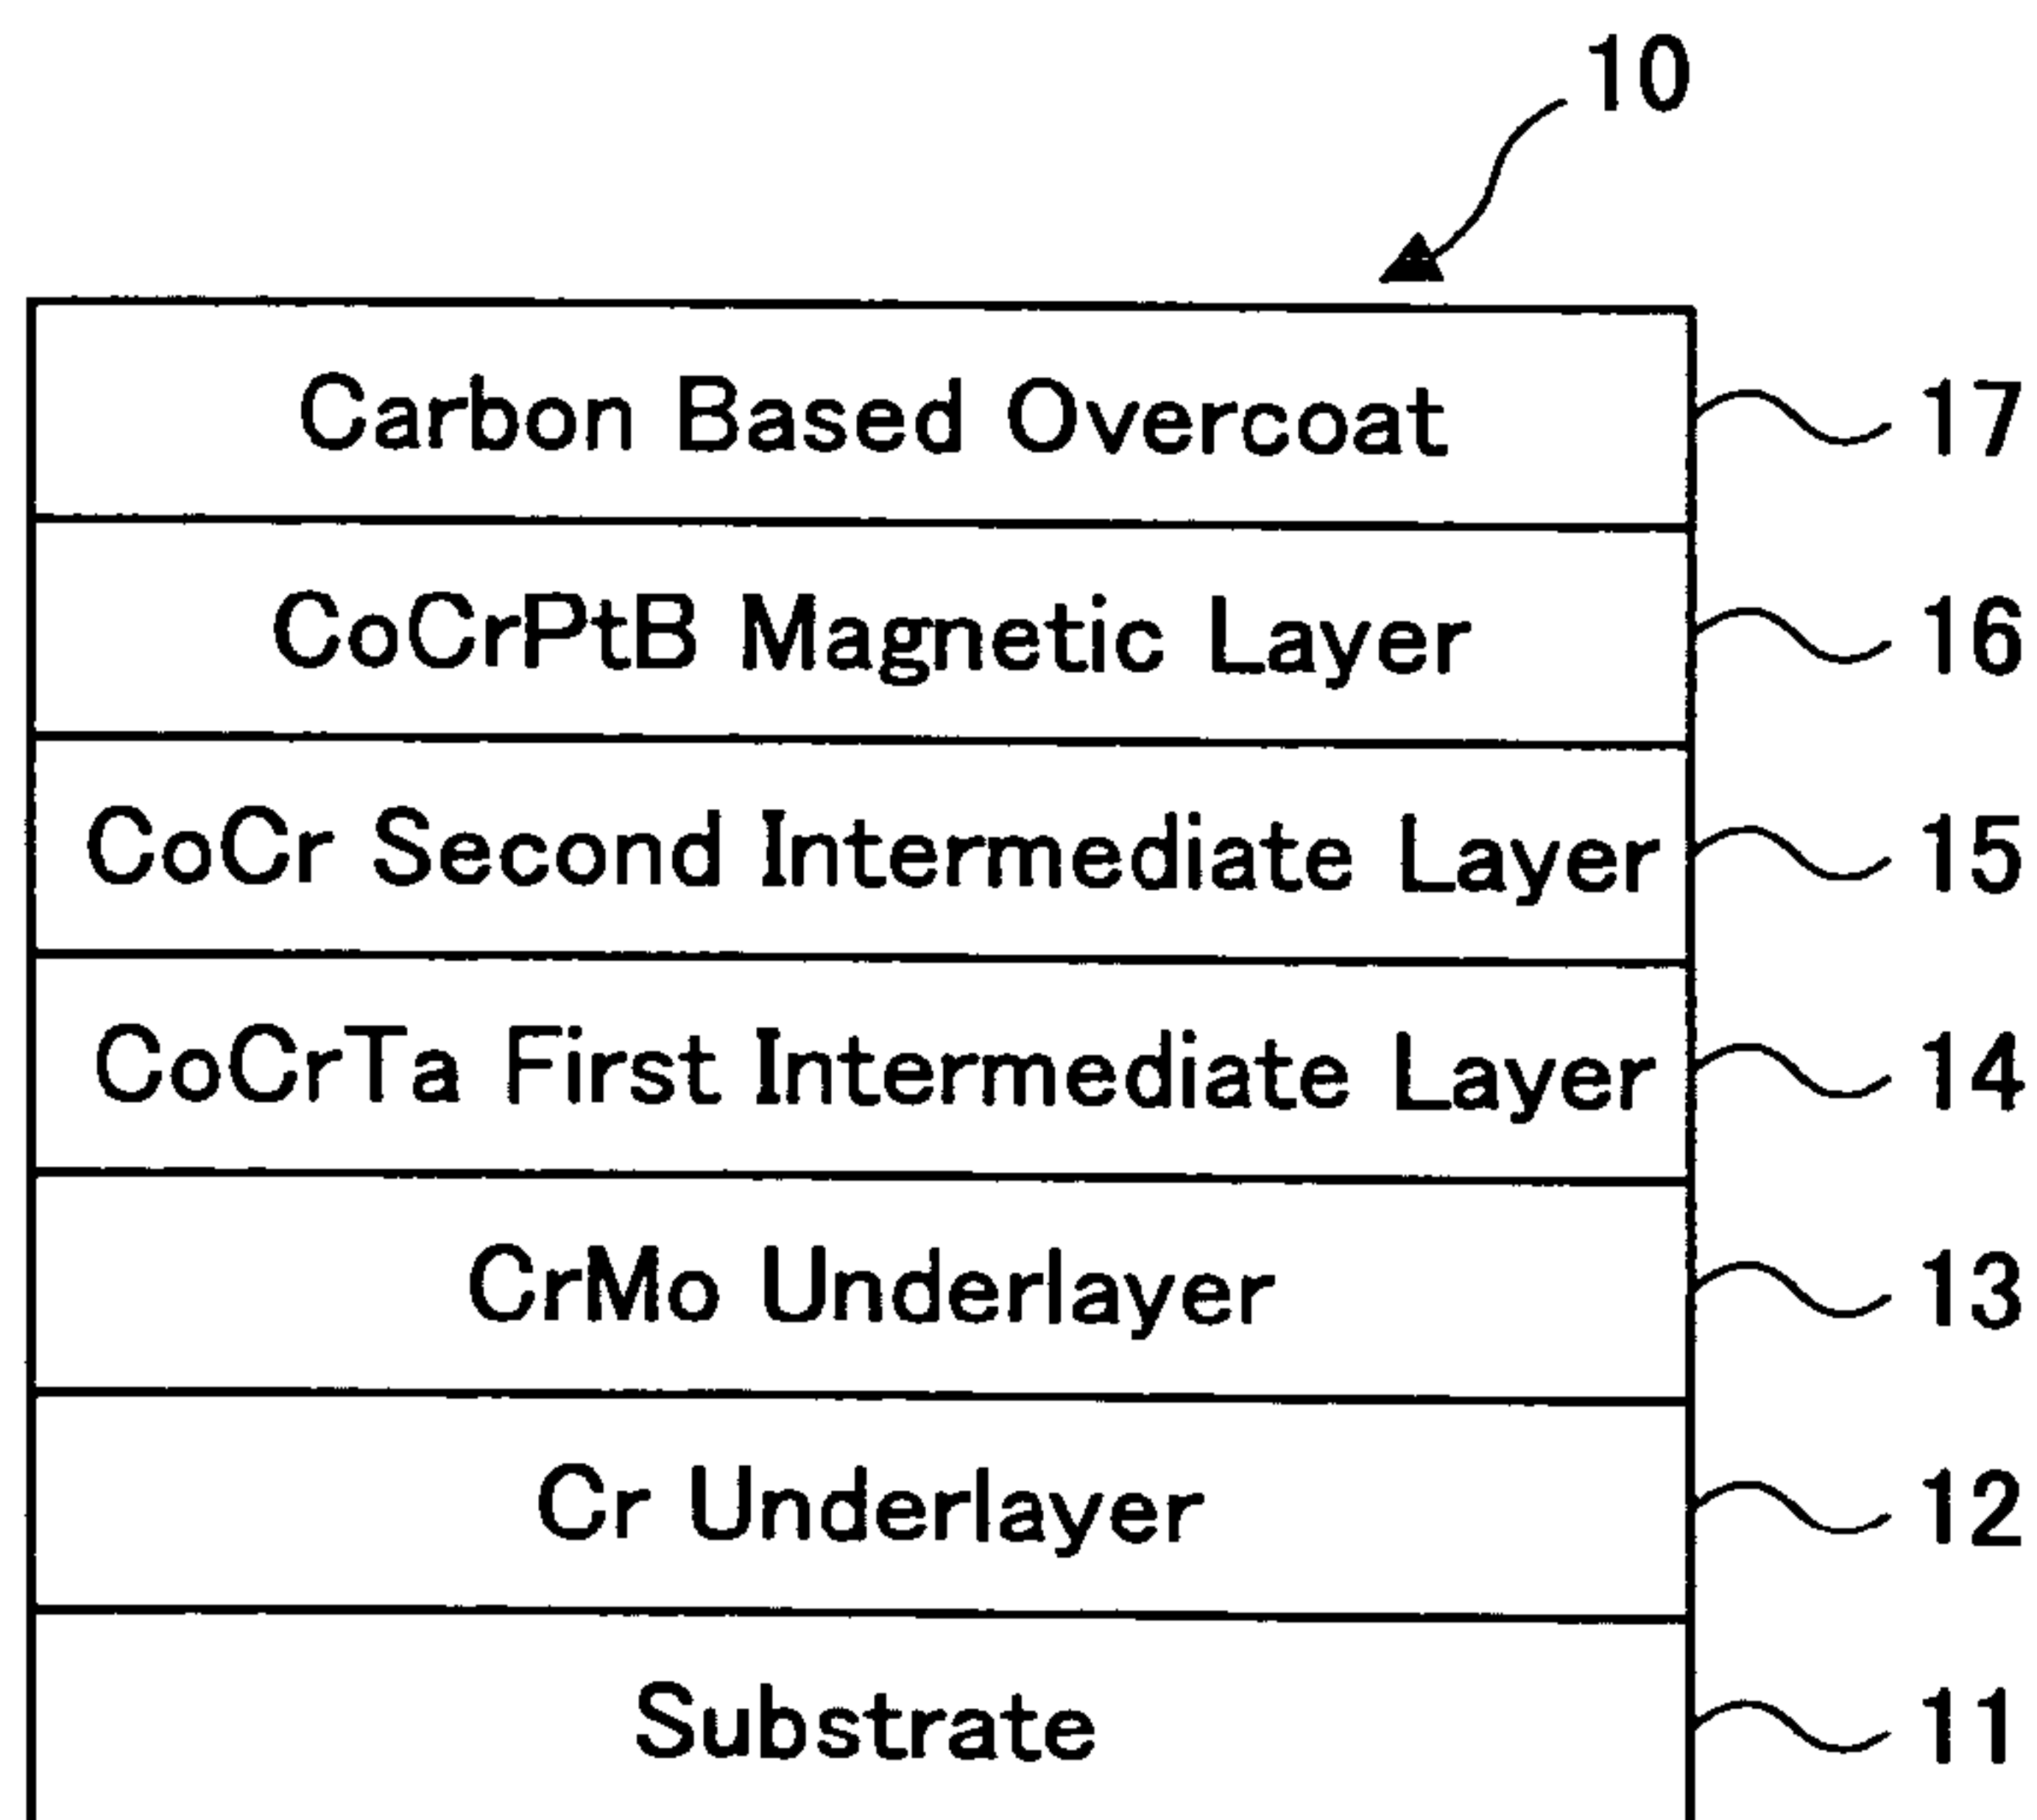 10
Carbon Based Overcoat 17
CoCrPtB Magnetic Layer 16
CoCr Second Intermediate Layer 15
CoCrTa First Intermediate Layer 14
CrMo Underlayer 13
Cr Underlayer 12
Substrate 11